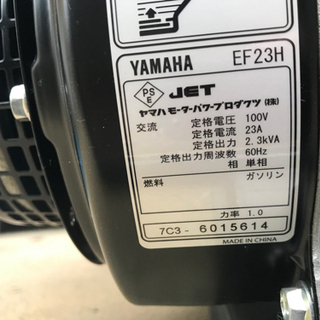 YAMAHA EF23H
PS
E
JET
ヤマハモーターパワープロダクツ(株)
交流 定格電圧 100V
定格電流 23A
定格出力 2.3kVA
定格出力周波数 60Hz
相 単相
燃料 ガソリン
力率 1.0
7C3 - 6015614
MADE IN CHINA